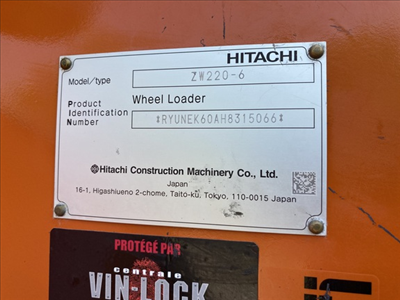 HITACHI
Model/type ZW220-6
Product Identification Number Wheel Loader
*RYUNEK60AH8315066*
Hitachi Construction Machinery Co., Ltd.
Japan
16-1, Higashiueno 2-chome, Taito-ku, Tokyo, 110-0015 Japan
PROTÉGÉ PAR
centrale
VIN-LOCK